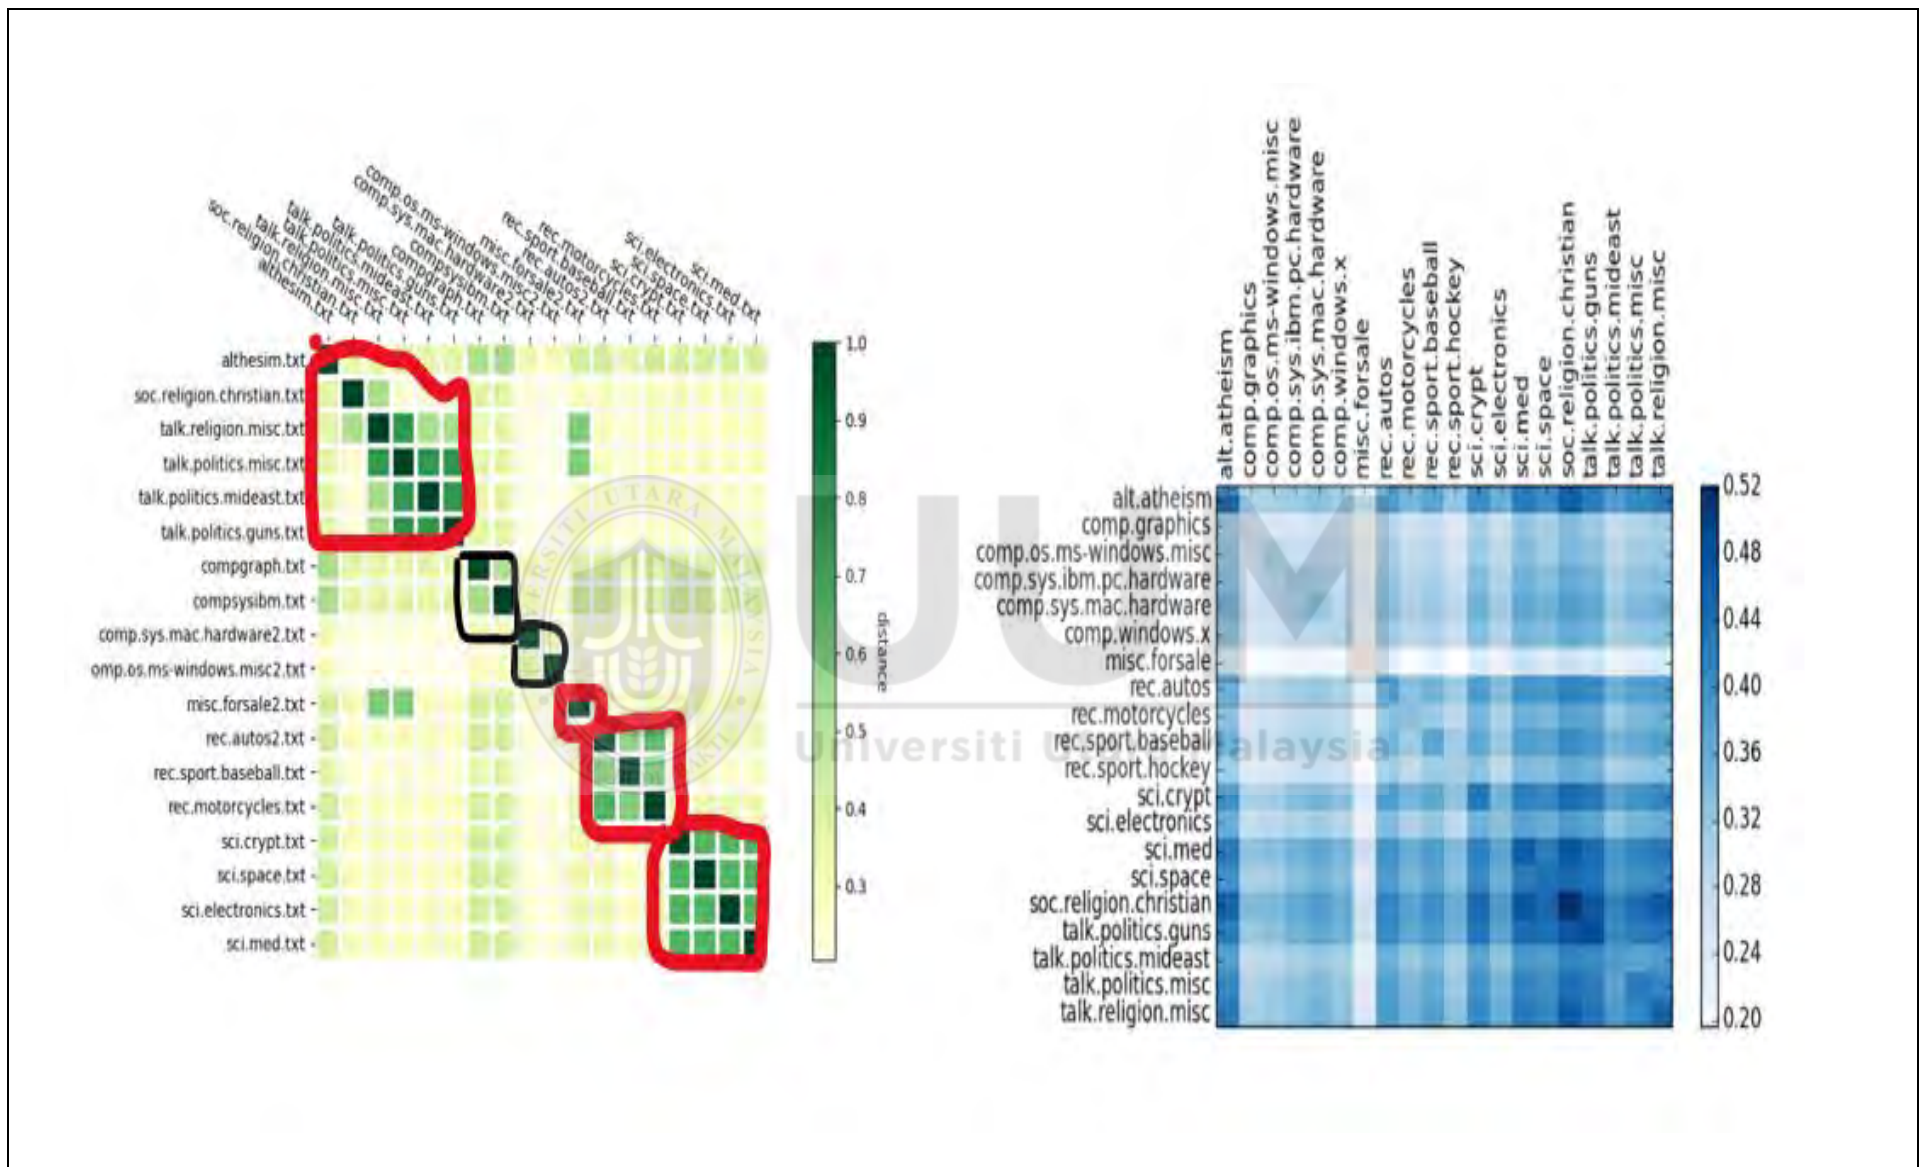 althesim.txt
soc.religion.christian.txt
talk.religion.misc.txt
talk.politics.misc.txt
talk.politics.mideast.txt
talk.politics.guns.txt
compgraph.txt
compsysibm.txt
comp.sys.mac.hardware2.txt
comp.os.ms-windows.misc2.txt
misc.forsale2.txt
rec.autos2.txt
rec.sport.baseball.txt
rec.motorcycles.txt
sci.crypt.txt
sci.space.txt
sci.electronics.txt
sci.med.txt
althesim.txt
soc.religion.christian.txt
talk.religion.misc.txt
talk.politics.misc.txt
talk.politics.mideast.txt
talk.politics.guns.txt
compgraph.txt
compsysibm.txt
comp.sys.mac.hardware2.txt
omp.os.ms-windows.misc2.txt
misc.forsale2.txt
rec.autos2.txt
rec.sport.baseball.txt
rec.motorcycles.txt
sci.crypt.txt
sci.space.txt
sci.electronics.txt
sci.med.txt
1.0
0.9
0.8
0.7
0.6
0.5
0.4
0.3
distance
UNIVERSITI UTARA MALAYSIA
UUM
Universiti
alaysia
alt.atheism
comp.graphics
comp.os.ms-windows.misc
comp.sys.ibm.pc.hardware
comp.sys.mac.hardware
comp.windows.x
misc.forsale
rec.autos
rec.motorcycles
rec.sport.baseball
rec.sport.hockey
sci.crypt
sci.electronics
sci.med
sci.space
soc.religion.christian
talk.politics.guns
talk.politics.mideast
talk.politics.misc
talk.religion.misc
alt.atheism
comp.graphics
comp.os.ms-windows.misc
comp.sys.ibm.pc.hardware
comp.sys.mac.hardware
comp.windows.x
misc.forsale
rec.autos
rec.motorcycles
rec.sport.baseball
rec.sport.hockey
sci.crypt
sci.electronics
sci.med
sci.space
soc.religion.christian
talk.politics.guns
talk.politics.mideast
talk.politics.misc
talk.religion.misc
0.52
0.48
0.44
0.40
0.36
0.32
0.28
0.24
0.20